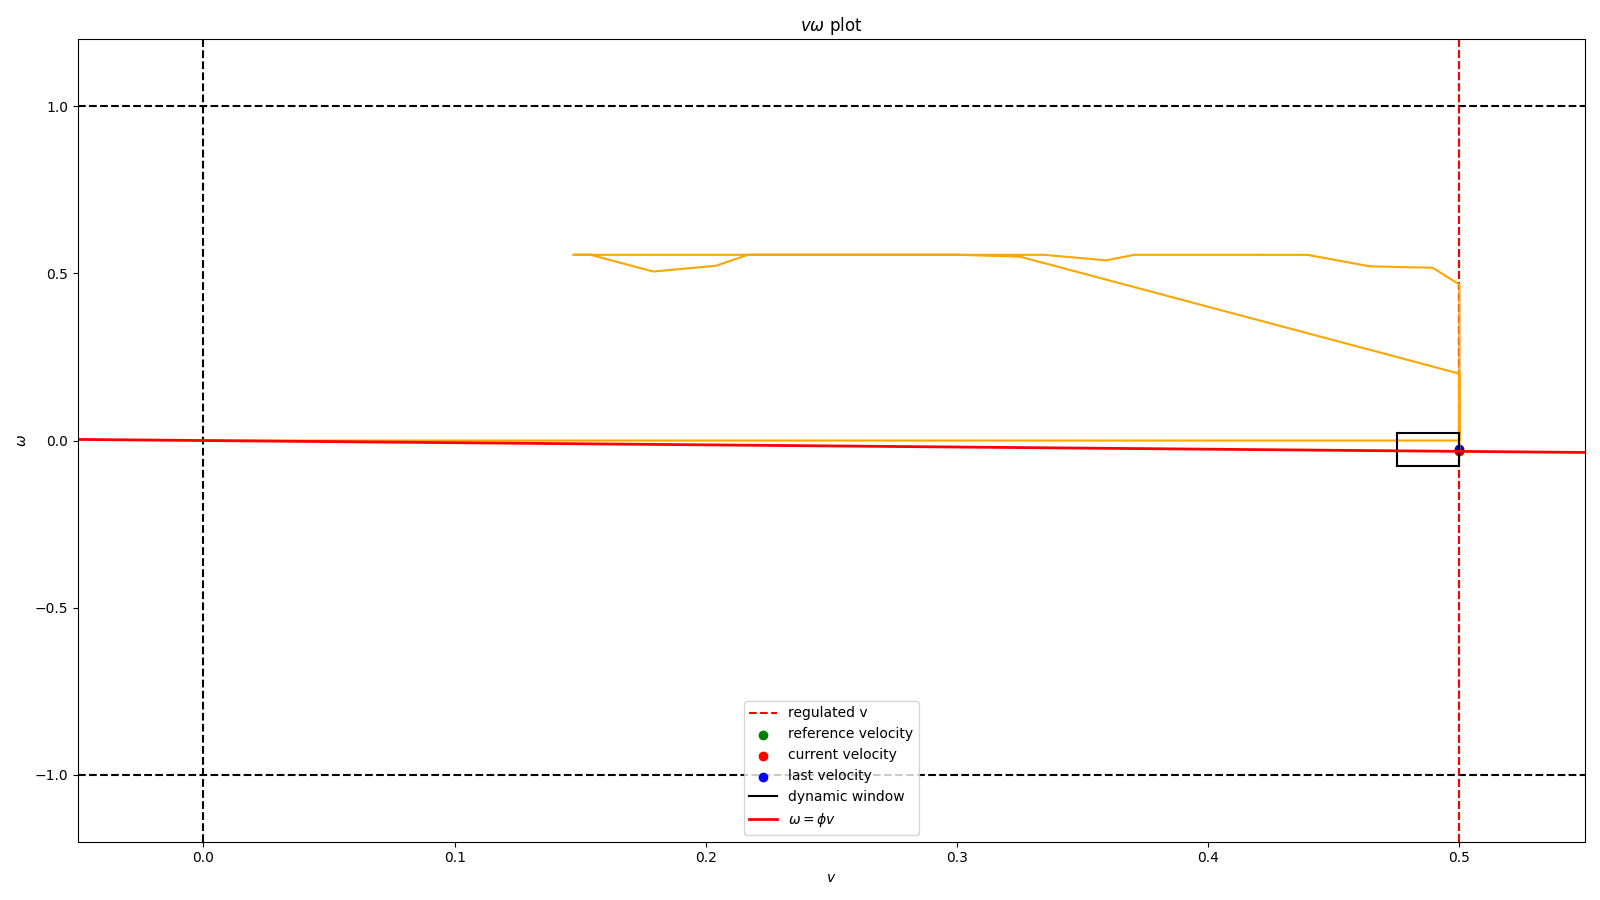 vω plot
1.0
0.5
0.0
−0.5
−1.0
ω
regulated v
reference velocity
current velocity
last velocity
dynamic window
ω = ϕv
0.0 0.1 0.2 0.3 0.4 0.5
v